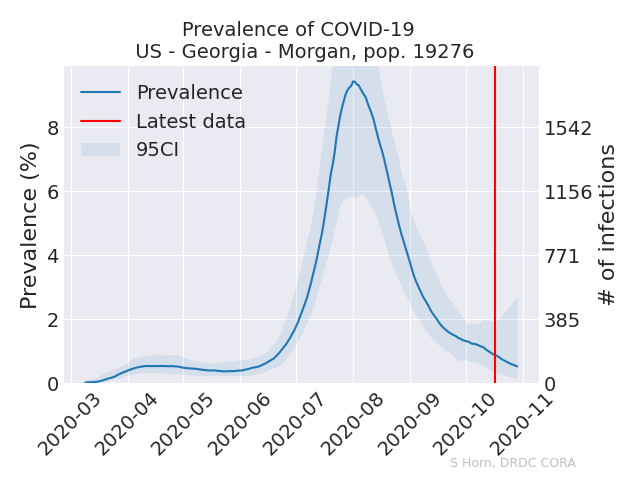 Prevalence of COVID-19
US - Georgia - Morgan, pop. 19276
Prevalence
Latest data
95CI
Prevalence (%)
8
6
4
2
0
1542
1156
771
385
0
# of infections
2020-03
2020-04
2020-05
2020-06
2020-07
2020-08
2020-09
2020-10
2020-11
S Horn, DRDC CORA